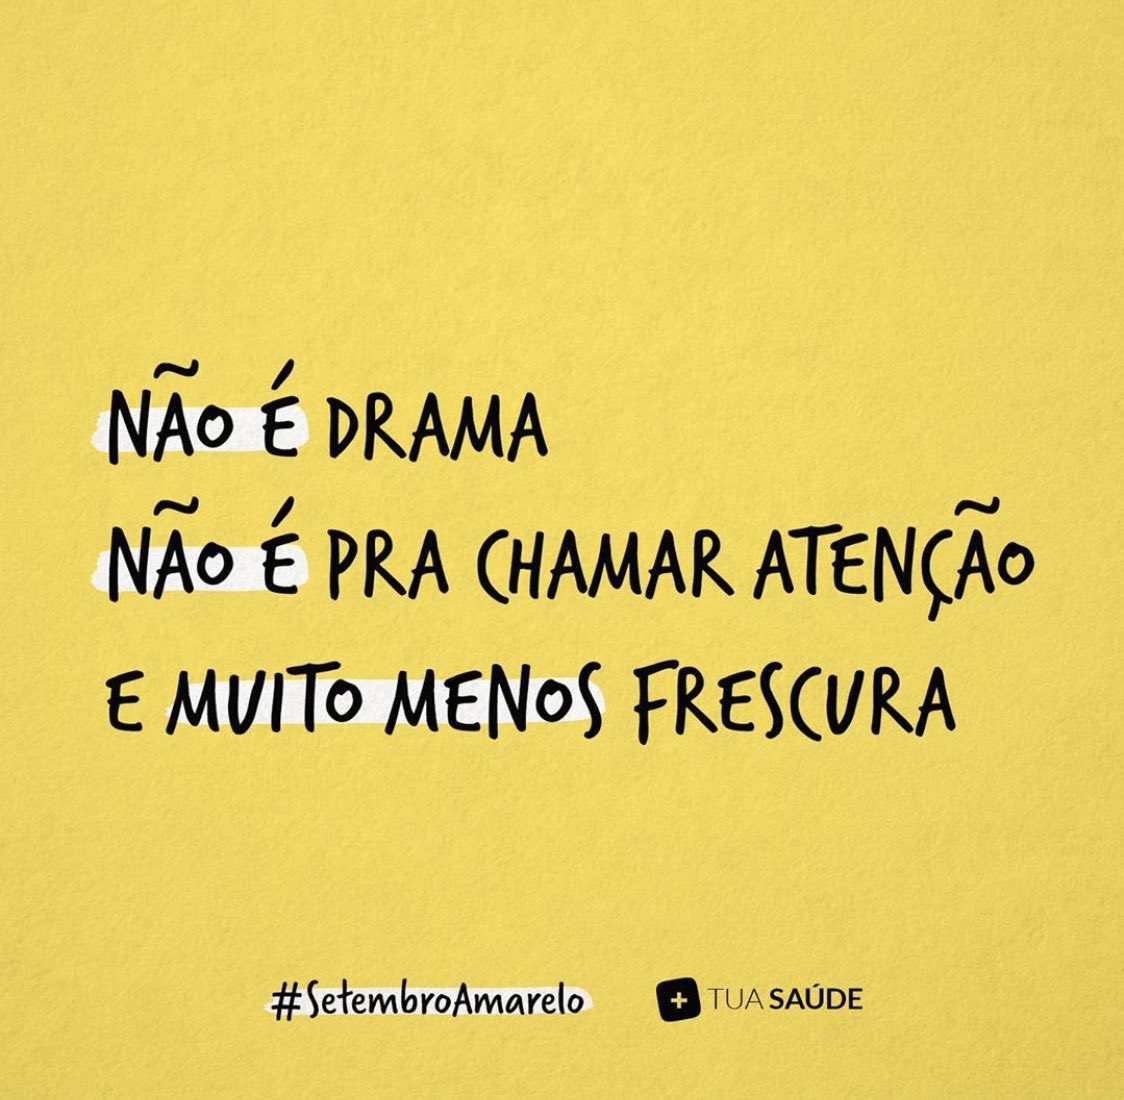 NÃO É DRAMA
NÃO É PRA CHAMAR ATENÇÃO
E MUITO MENOS FRESCURA
#SetembroAmarelo
+ TUA SAÚDE